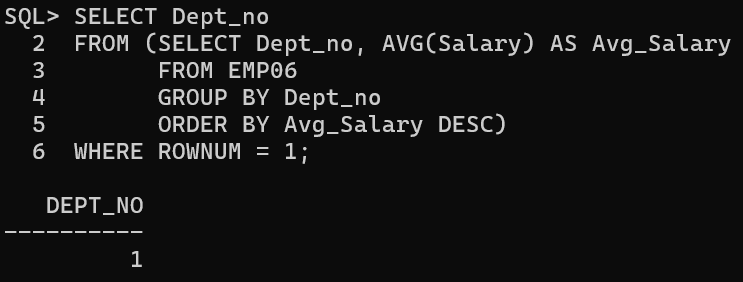 SQL> SELECT Dept_no
  2  FROM (SELECT Dept_no, AVG(Salary) AS Avg_Salary
  3        FROM EMP06
  4        GROUP BY Dept_no
  5        ORDER BY Avg_Salary DESC)
  6  WHERE ROWNUM = 1;
   DEPT_NO
----------
         1